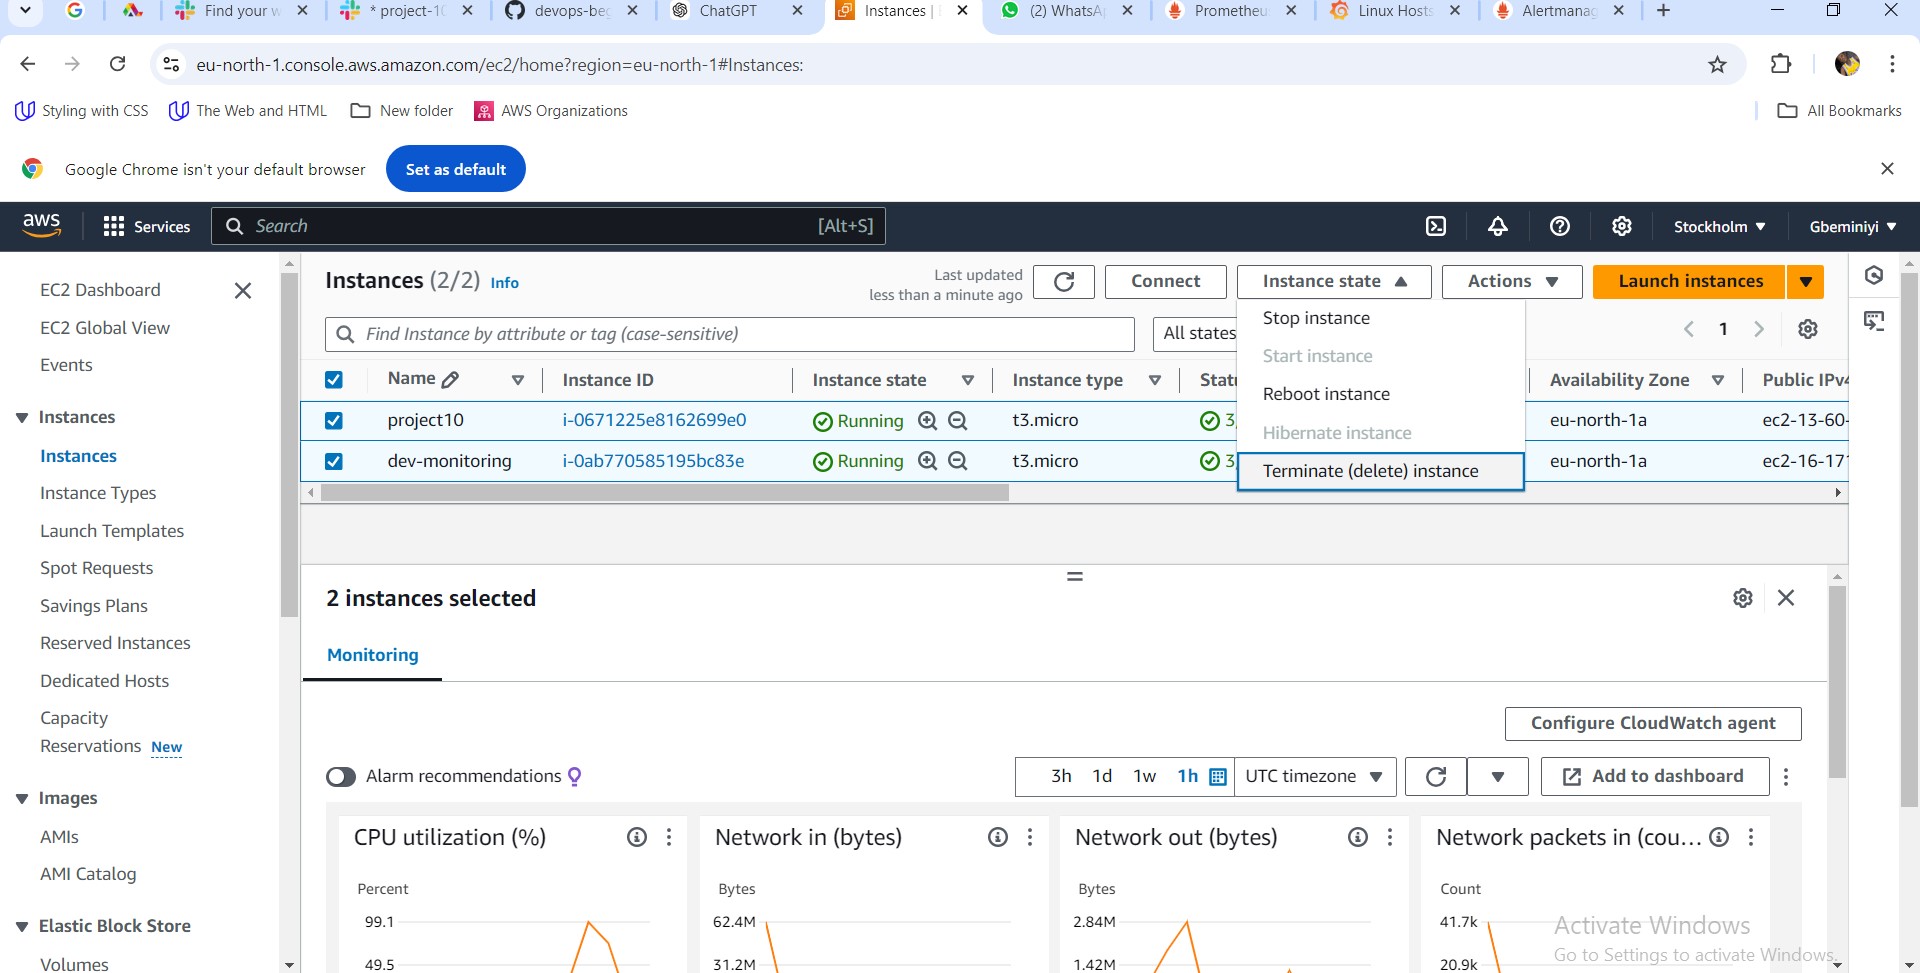 Find your w
* project-10
devops-beg
ChatGPT
Instances |
(2) WhatsA
Prometheu
Linux Hosts
Alertmanag
eu-north-1.console.aws.amazon.com/ec2/home?region=eu-north-1#Instances:
Styling with CSS
The Web and HTML
New folder
AWS Organizations
All Bookmarks
Google Chrome isn't your default browser
Set as default
aws
Services
Search
[Alt+S]
Stockholm
Gbeminiyi
EC2 Dashboard
EC2 Global View
Events
Instances
Instances
Instance Types
Launch Templates
Spot Requests
Savings Plans
Reserved Instances
Dedicated Hosts
Capacity
Reservations New
Images
AMIs
AMI Catalog
Elastic Block Store
Volumes
Instances (2/2) Info
Last updated
less than a minute ago
Connect
Instance state
Actions
Launch instances
Find Instance by attribute or tag (case-sensitive)
All states
1
Stop instance
Start instance
Reboot instance
Hibernate instance
Terminate (delete) instance
Name
Instance ID
Instance state
Instance type
Statu
Availability Zone
Public IPv4
project10
i-0671225e8162699e0
Running
t3.micro
3
eu-north-1a
ec2-13-60-
dev-monitoring
i-0ab770585195bc83e
Running
t3.micro
3
eu-north-1a
ec2-16-171
2 instances selected
Monitoring
Configure CloudWatch agent
Alarm recommendations
3h 1d 1w 1h
UTC timezone
Add to dashboard
CPU utilization (%)
Percent
99.1
49.5
Network in (bytes)
Bytes
62.4M
31.2M
Network out (bytes)
Bytes
2.84M
1.42M
Network packets in (cou...
Count
41.7k
20.9k
Activate Windows
Go to Settings to activate Windows.